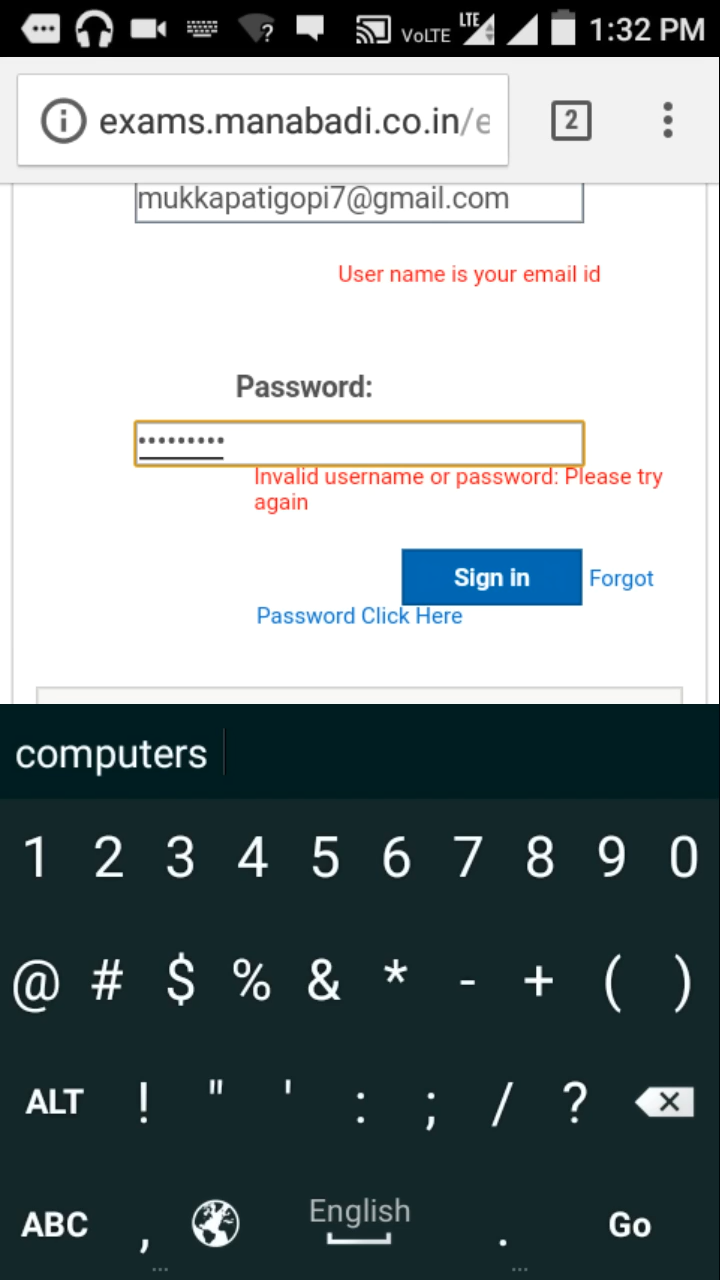 VoLTE LTE 1:32 PM
exams.manabadi.co.in/e 2
mukkapatigopi7@gmail.com
User name is your email id
Password:
•••••••••
Invalid username or password: Please try
again
Sign in Forgot
Password Click Here
computers
1 2 3 4 5 6 7 8 9 0
@ # $ % & * - + ( )
ALT ! " ' : ; / ?
ABC , English . Go